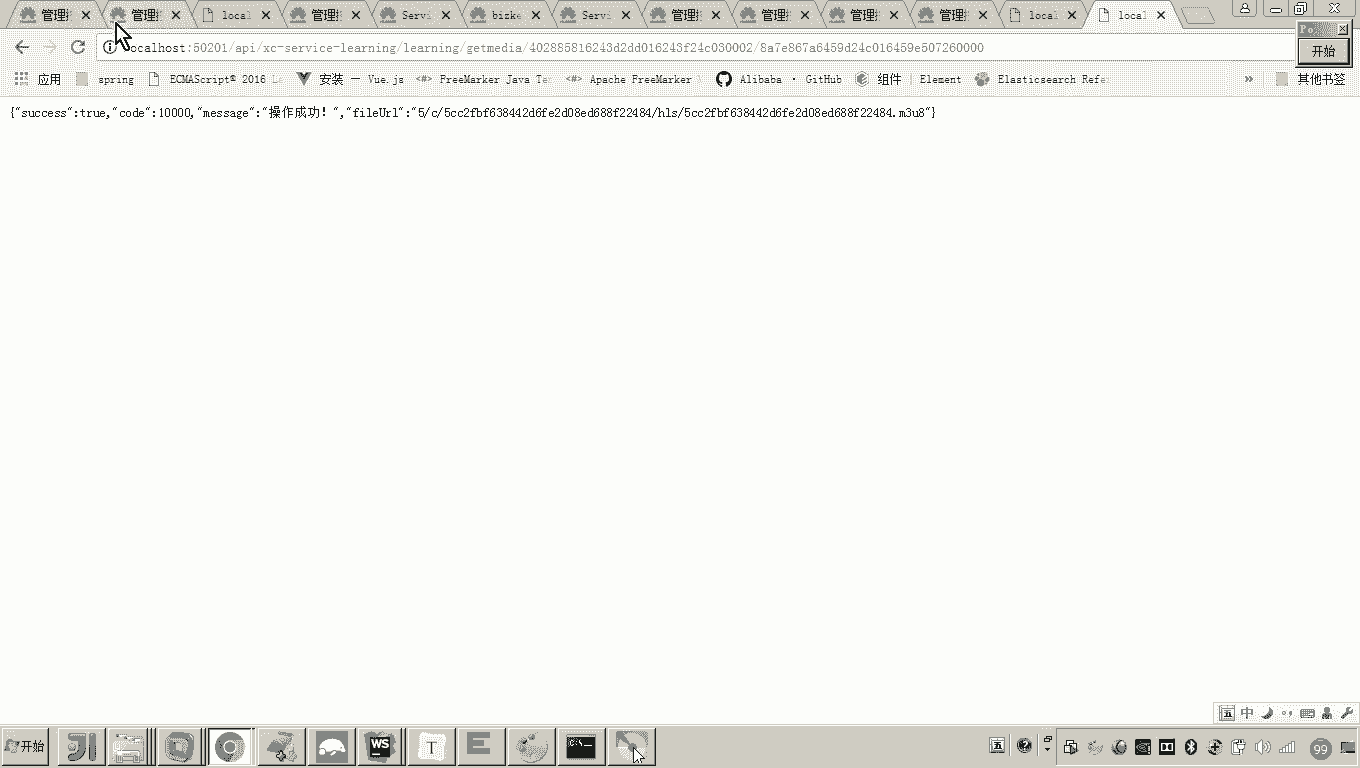 管理 管理 local 管理 Servi bizke Servi 管理 管理 管理 管理 local local
localhost:50201/api/xc-service-learning/learning/getmedia/402885816243d2dd016243f24c030002/8a7e867a6459d24c016459e507260000
开始
应用 spring ECMAScript® 2016 安装 — Vue.js FreeMarker Java Te Apache FreeMarker Alibaba · GitHub 组件 | Element Elasticsearch Refe » 其他书签
{"success":true,"code":10000,"message":"操作成功！","fileUrl":"5/c/5cc2fbf638442d6fe2d08ed688f22484/hls/5cc2fbf638442d6fe2d08ed688f22484.m3u8"}
五 中
开始 WS T E C:\_ 五 99